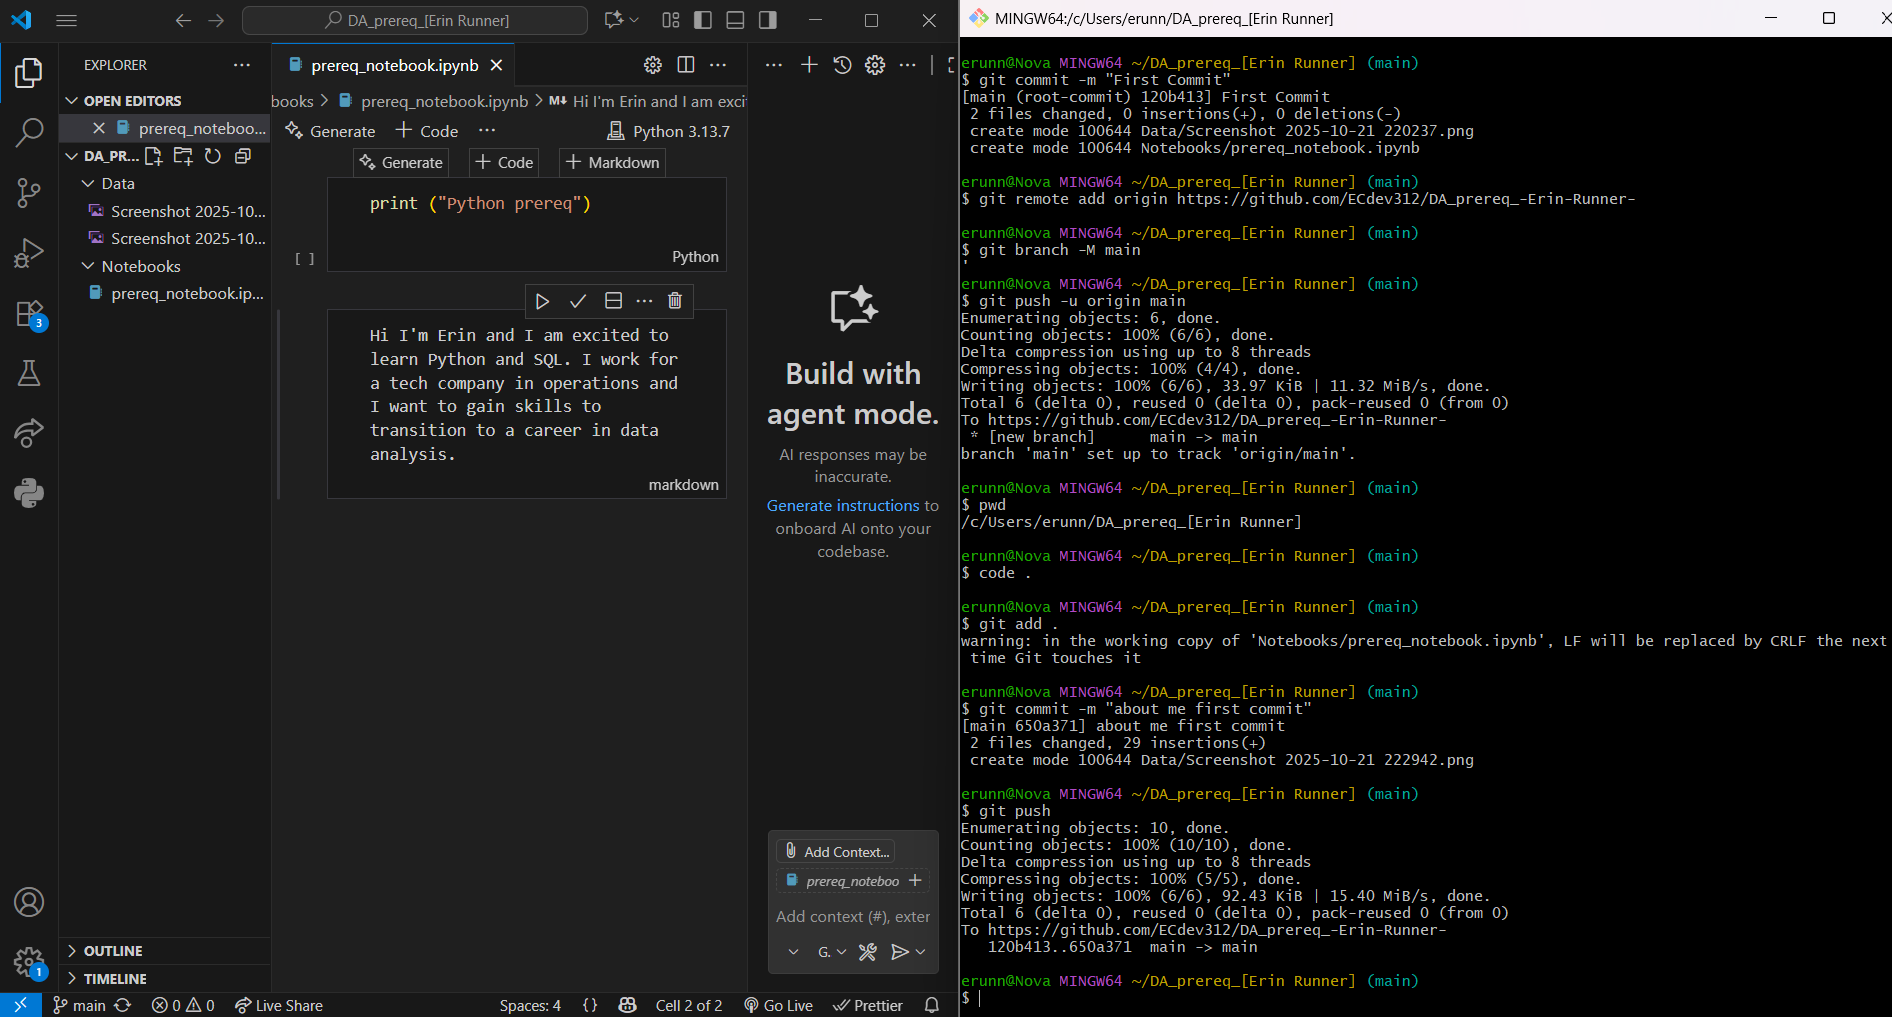 DA_prereq_[Erin Runner]
EXPLORER
OPEN EDITORS
prereq_noteboo...
DA_PR...
Data
Screenshot 2025-10...
Screenshot 2025-10...
Notebooks
prereq_notebook.ip...
3
1
OUTLINE
TIMELINE
prereq_notebook.ipynb
books > prereq_notebook.ipynb > M↓ Hi I'm Erin and I am exci
Generate + Code ... Python 3.13.7
Generate + Code + Markdown
print ("Python prereq")
[ ]
Python
Hi I'm Erin and I am excited to
learn Python and SQL. I work for
a tech company in operations and
I want to gain skills to
transition to a career in data
analysis.
markdown
Build with
agent mode.
AI responses may be
inaccurate.
Generate instructions to
onboard AI onto your
codebase.
Add Context...
prereq_noteboo +
Add context (#), exter
G.
main 0 0 Live Share Spaces: 4 {} Cell 2 of 2 Go Live Prettier
MINGW64:/c/Users/erunn/DA_prereq_[Erin Runner]
erunn@Nova MINGW64 ~/DA_prereq_[Erin Runner] (main)
$ git commit -m "First Commit"
[main (root-commit) 120b413] First Commit
2 files changed, 0 insertions(+), 0 deletions(-)
create mode 100644 Data/Screenshot 2025-10-21 220237.png
create mode 100644 Notebooks/prereq_notebook.ipynb
erunn@Nova MINGW64 ~/DA_prereq_[Erin Runner] (main)
$ git remote add origin https://github.com/ECdev312/DA_prereq_-Erin-Runner-
erunn@Nova MINGW64 ~/DA_prereq_[Erin Runner] (main)
$ git branch -M main
'
erunn@Nova MINGW64 ~/DA_prereq_[Erin Runner] (main)
$ git push -u origin main
Enumerating objects: 6, done.
Counting objects: 100% (6/6), done.
Delta compression using up to 8 threads
Compressing objects: 100% (4/4), done.
Writing objects: 100% (6/6), 33.97 KiB | 11.32 MiB/s, done.
Total 6 (delta 0), reused 0 (delta 0), pack-reused 0 (from 0)
To https://github.com/ECdev312/DA_prereq_-Erin-Runner-
* [new branch] main -> main
branch 'main' set up to track 'origin/main'.
erunn@Nova MINGW64 ~/DA_prereq_[Erin Runner] (main)
$ pwd
/c/Users/erunn/DA_prereq_[Erin Runner]
erunn@Nova MINGW64 ~/DA_prereq_[Erin Runner] (main)
$ code .
erunn@Nova MINGW64 ~/DA_prereq_[Erin Runner] (main)
$ git add .
warning: in the working copy of 'Notebooks/prereq_notebook.ipynb', LF will be replaced by CRLF the next
time Git touches it
erunn@Nova MINGW64 ~/DA_prereq_[Erin Runner] (main)
$ git commit -m "about me first commit"
[main 650a371] about me first commit
2 files changed, 29 insertions(+)
create mode 100644 Data/Screenshot 2025-10-21 222942.png
erunn@Nova MINGW64 ~/DA_prereq_[Erin Runner] (main)
$ git push
Enumerating objects: 10, done.
Counting objects: 100% (10/10), done.
Delta compression using up to 8 threads
Compressing objects: 100% (5/5), done.
Writing objects: 100% (6/6), 92.43 KiB | 15.40 MiB/s, done.
Total 6 (delta 0), reused 0 (delta 0), pack-reused 0 (from 0)
To https://github.com/ECdev312/DA_prereq_-Erin-Runner-
120b413..650a371 main -> main
erunn@Nova MINGW64 ~/DA_prereq_[Erin Runner] (main)
$